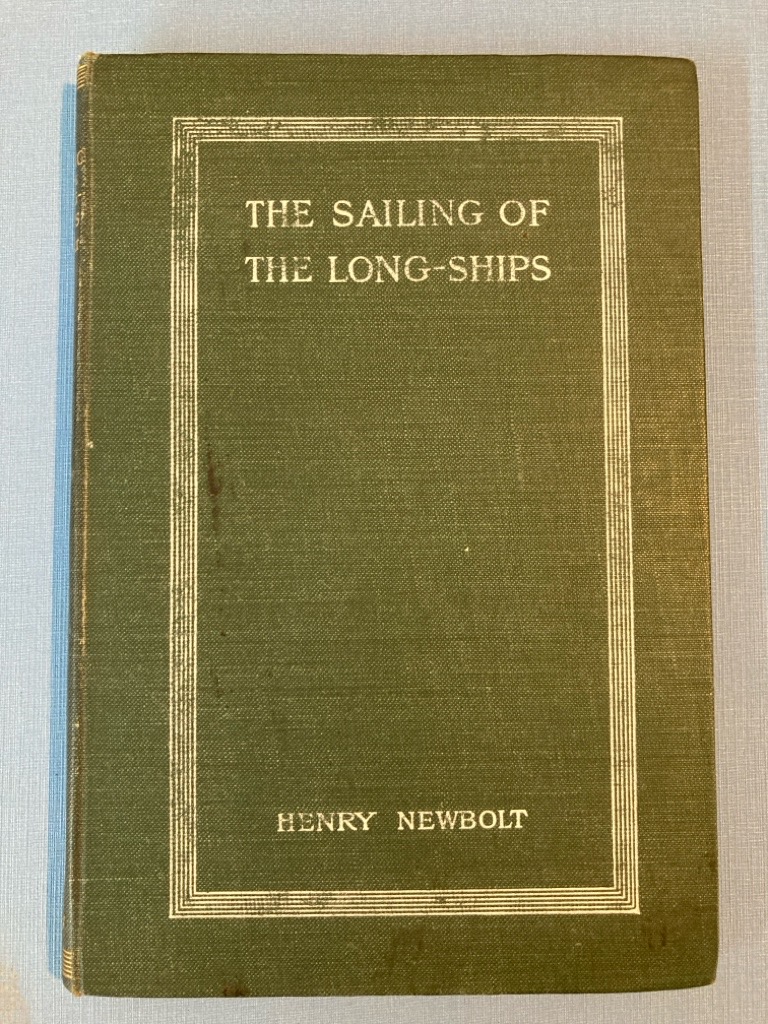 THE SAILING OF
THE LONG-SHIPS
HENRY NEWBOLT